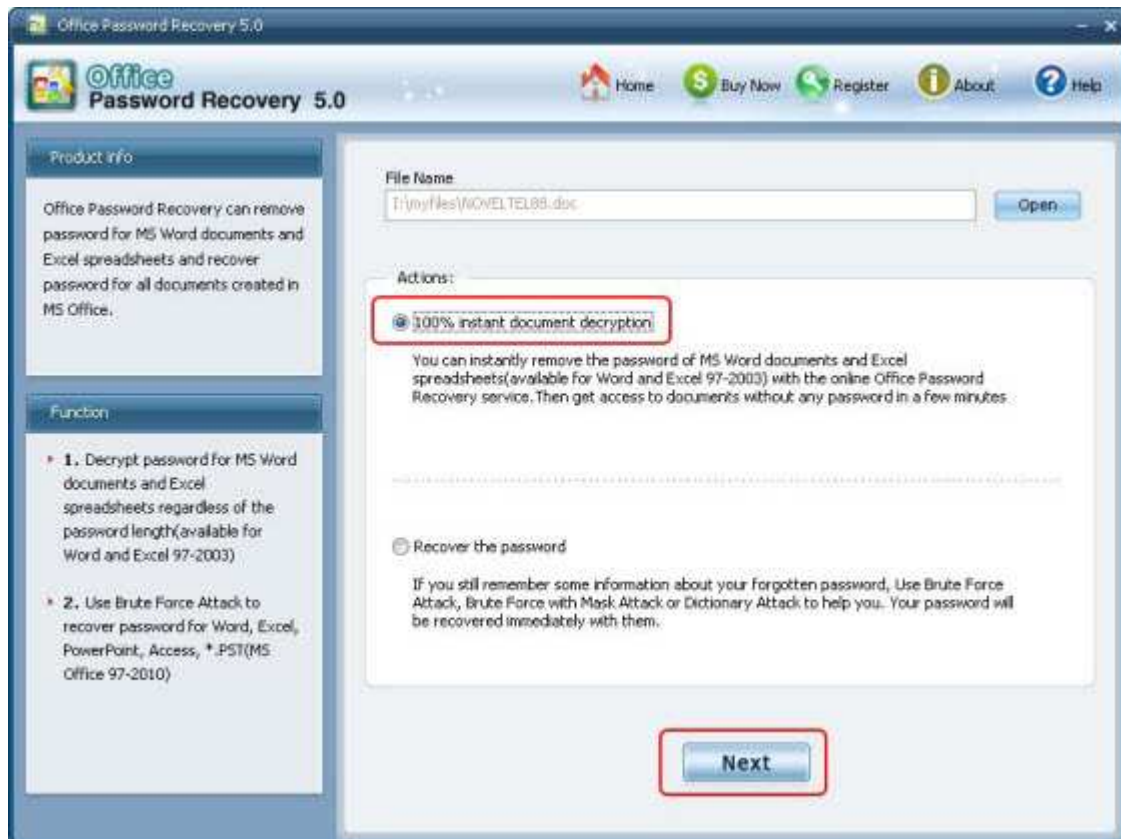 Office Password Recovery 5.0
Office
Password Recovery 5.0
Home
Buy Now
Register
About
Help
Product info
Office Password Recovery can remove
password for MS Word documents and
Excel spreadsheets and recover
password for all documents created in
MS Office.
Function
1. Decrypt password for MS Word
documents and Excel
spreadsheets regardless of the
password length(available for
Word and Excel 97-2003)
2. Use Brute Force Attack to
recover password for Word, Excel,
PowerPoint, Access, *.PST(MS
Office 97-2010)
File Name
I:\myfiles\NOVELTEL88.doc
Open
Actions:
100% instant document decryption
You can instantly remove the password of MS Word documents and Excel
spreadsheets(available for Word and Excel 97-2003) with the online Office Password
Recovery service.Then get access to documents without any password in a few minutes
Recover the password
If you still remember some information about your forgotten password, Use Brute Force
Attack, Brute Force with Mask Attack or Dictionary Attack to help you. Your password will
be recovered immediately with them.
Next